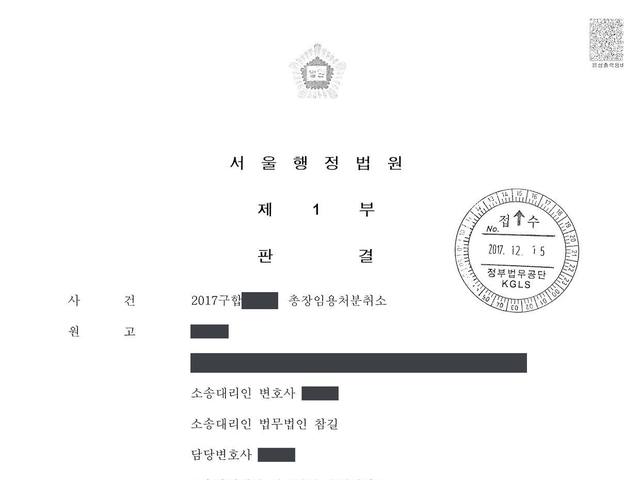 서 울 행 정 법 원
제 1 부
판 결
접 수
No.
2017. 12. 15
정부법무공단
KGLS
사 건 2017구합 총장임용처분취소
원 고
소송대리인 변호사
소송대리인 법무법인 참길
담당변호사